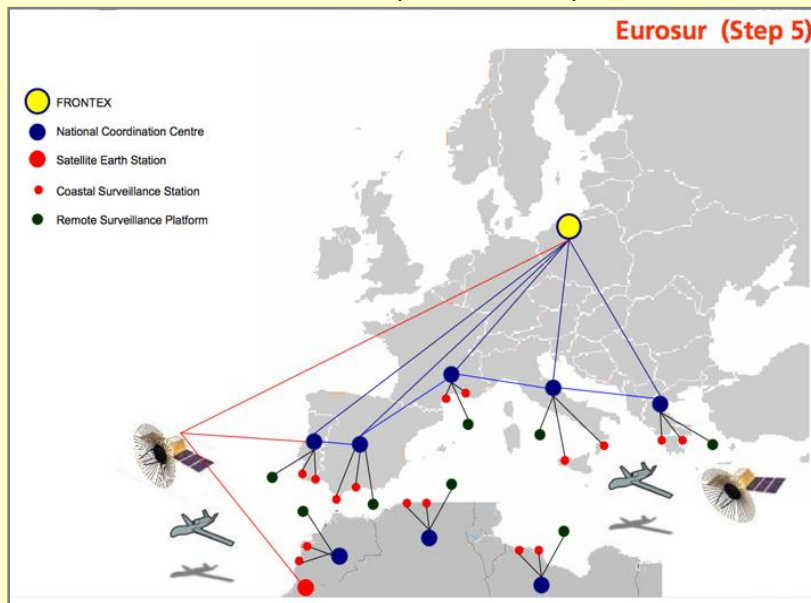 Eurosur (Step 5)
FRONTEX
National Coordination Centre
Satellite Earth Station
Coastal Surveillance Station
Remote Surveillance Platform